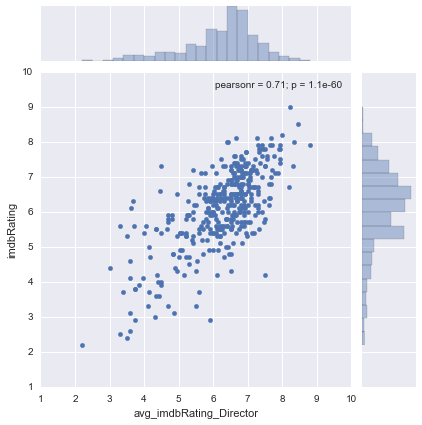 pearsonr = 0.71; p = 1.1e-60
10
9
8
7
6
5
4
3
2
1
imdbRating
1 2 3 4 5 6 7 8 9 10
avg_imdbRating_Director